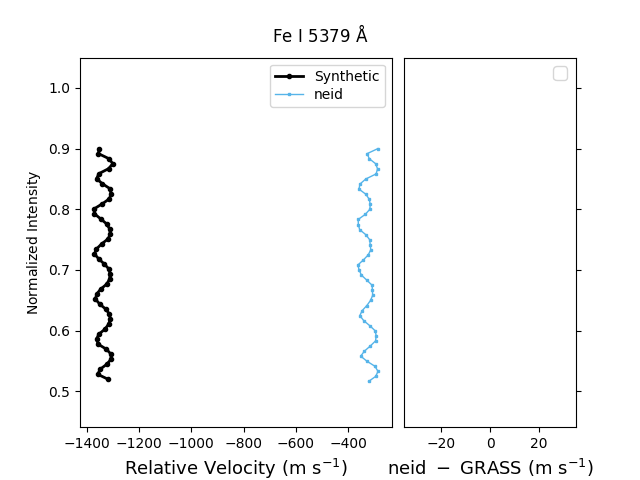 Fe I 5379 Å
Synthetic
neid
1.0
0.9
0.8
0.7
0.6
0.5
Normalized Intensity
−1400 −1200 −1000 −800 −600 −400
−20 0 20
Relative Velocity (m s⁻¹)
neid − GRASS (m s⁻¹)